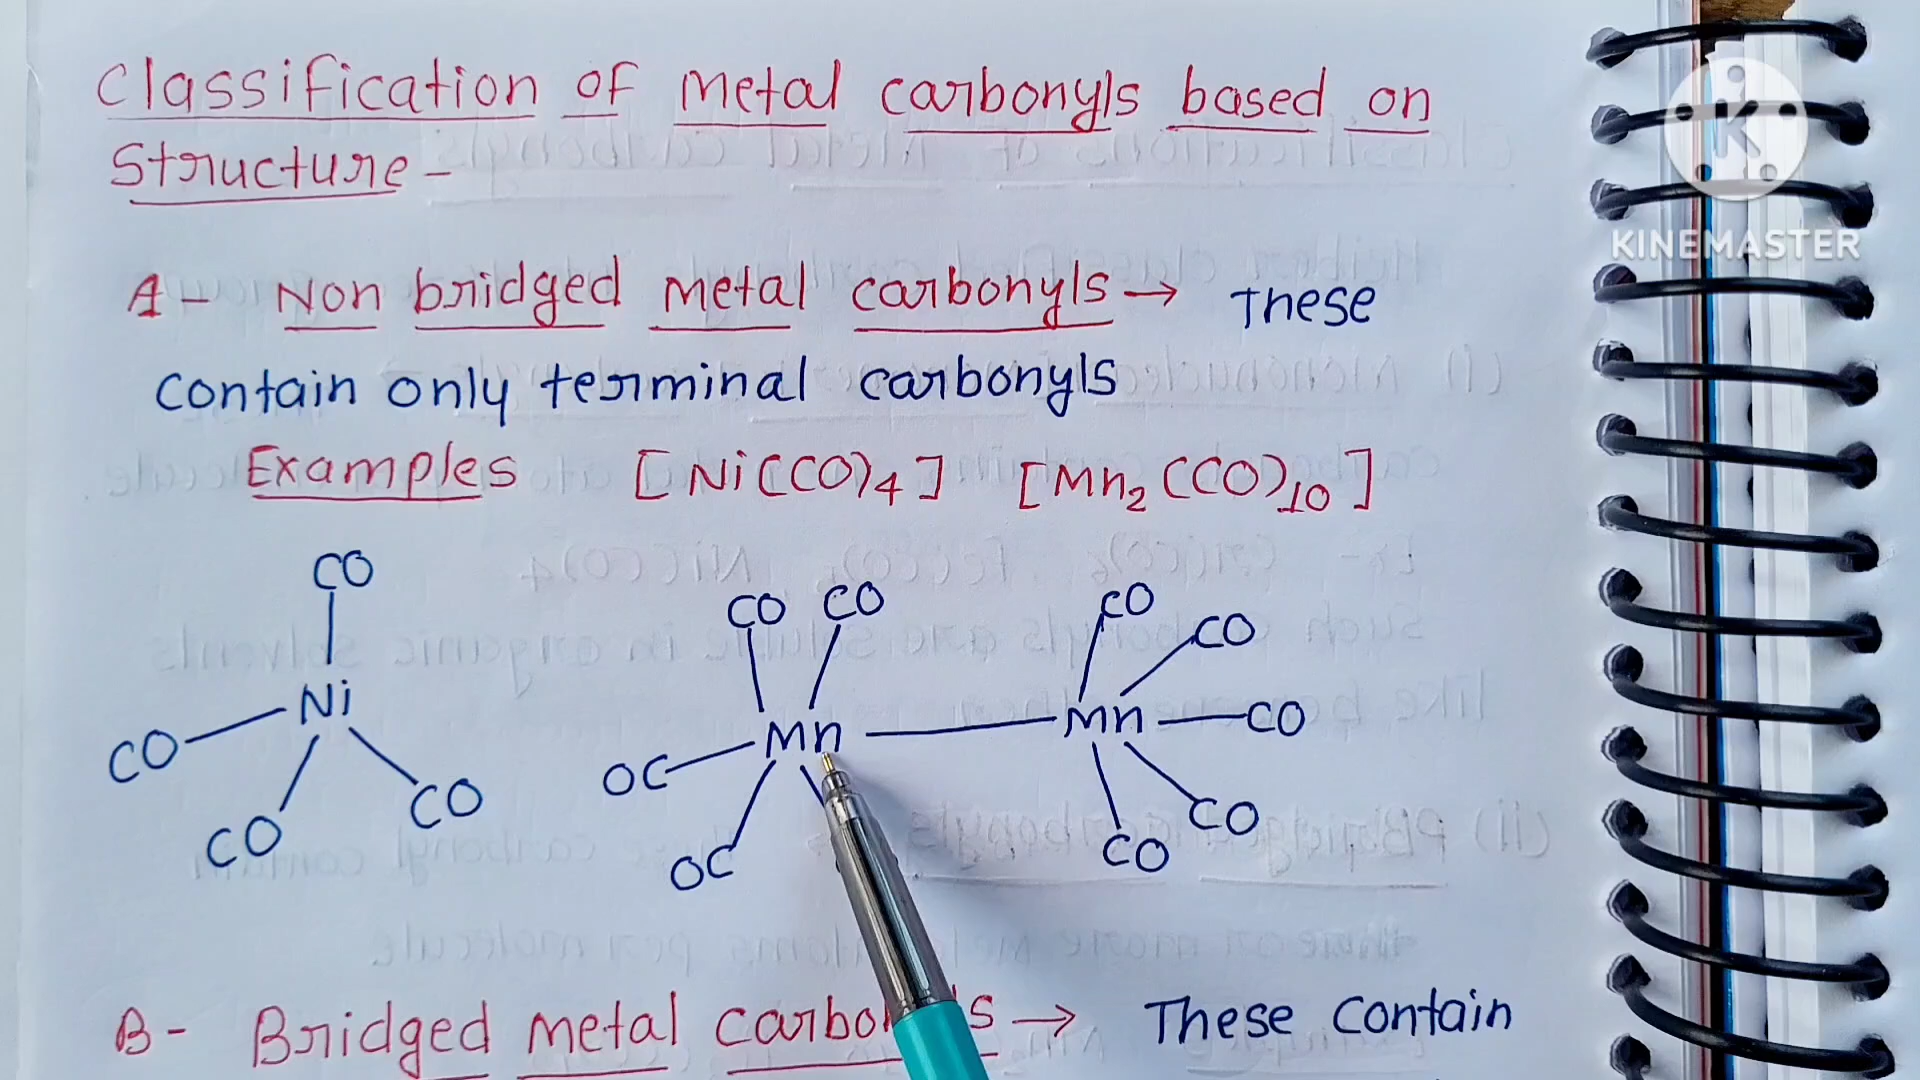 Classification of Metal carbonyls based on
Structure -
A - Non bridged metal carbonyls → These
contain only terminal carbonyls
Examples [Ni(CO)4] [Mn2(CO)10]
CO
CO CO CO CO
Ni
CO Mn — Mn — CO
OC
CO CO CO
OC CO
B - Bridged metal carbonyls → These contain
K
KINEMASTER